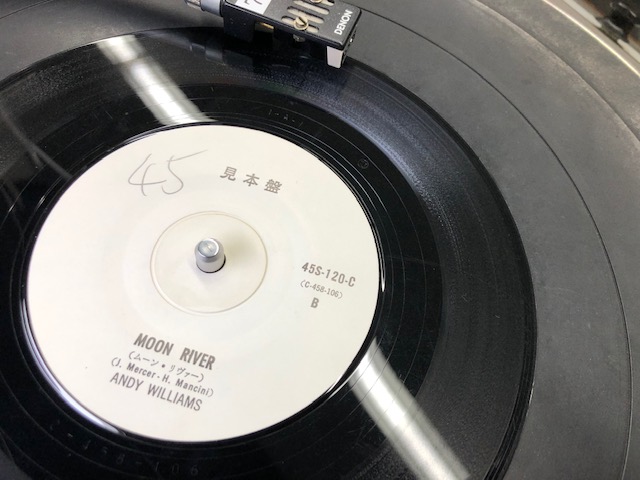 DENON
45
見本盤
45S-120-C
(C-458-106)
B
MOON RIVER
(ムーン・リヴァー)
(J. Mercer-H. Mancini)
ANDY WILLIAMS